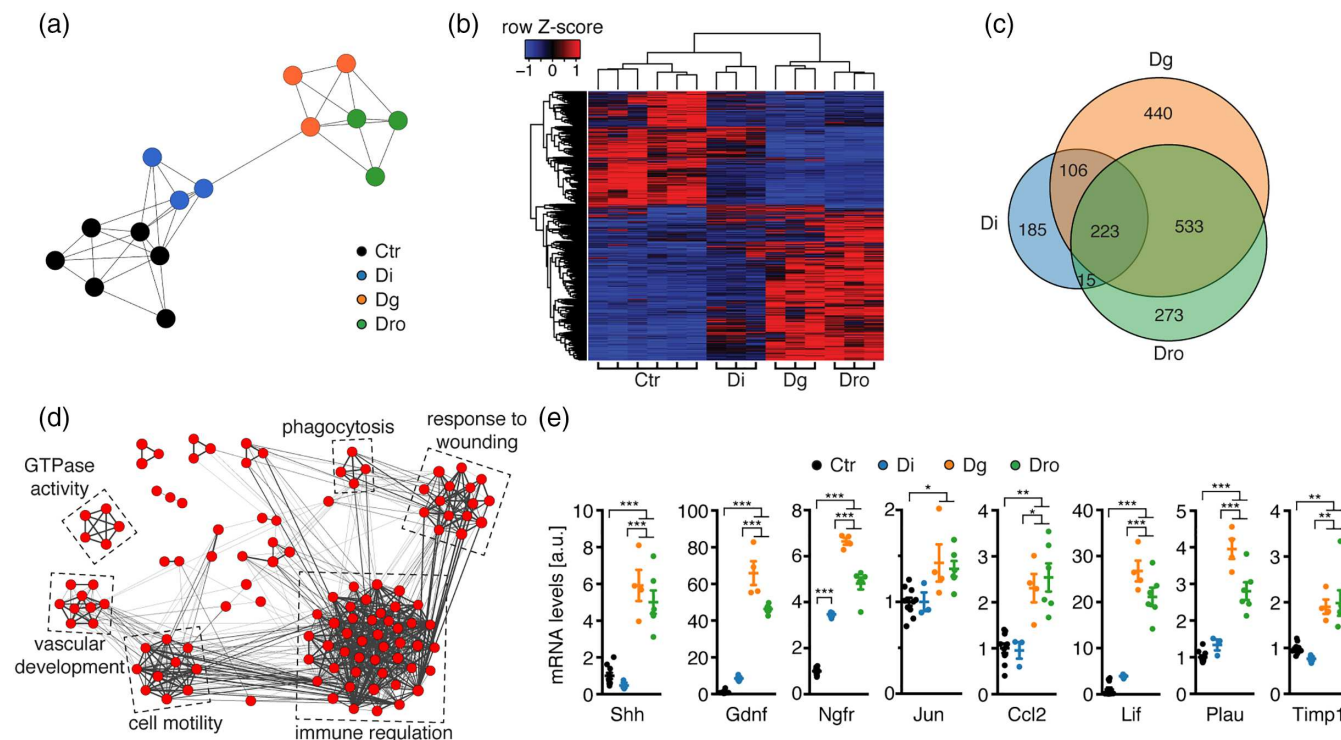 (a)
Ctr
Di
Dg
Dro
(b)
row Z-score
−1 0 1
Ctr Di Dg Dro
(c)
Dg
440
106
Di 185 223 533
15
273
Dro
(d)
phagocytosis
response to
wounding
GTPase
activity
vascular
development
cell motility
immune regulation
(e)
Ctr Di Dg Dro
mRNA levels [a.u.]
10
8
6
4
2
0
***
***
Shh
100
80
60
40
20
0
***
***
Gdnf
8
6
4
2
0
***
***
***
Ngfr
2
1
0
*
Jun
4
3
2
1
0
**
*
Ccl2
40
30
20
10
0
***
***
Lif
5
4
3
2
1
0
***
***
Plau
4
3
2
1
0
**
**
Timp1